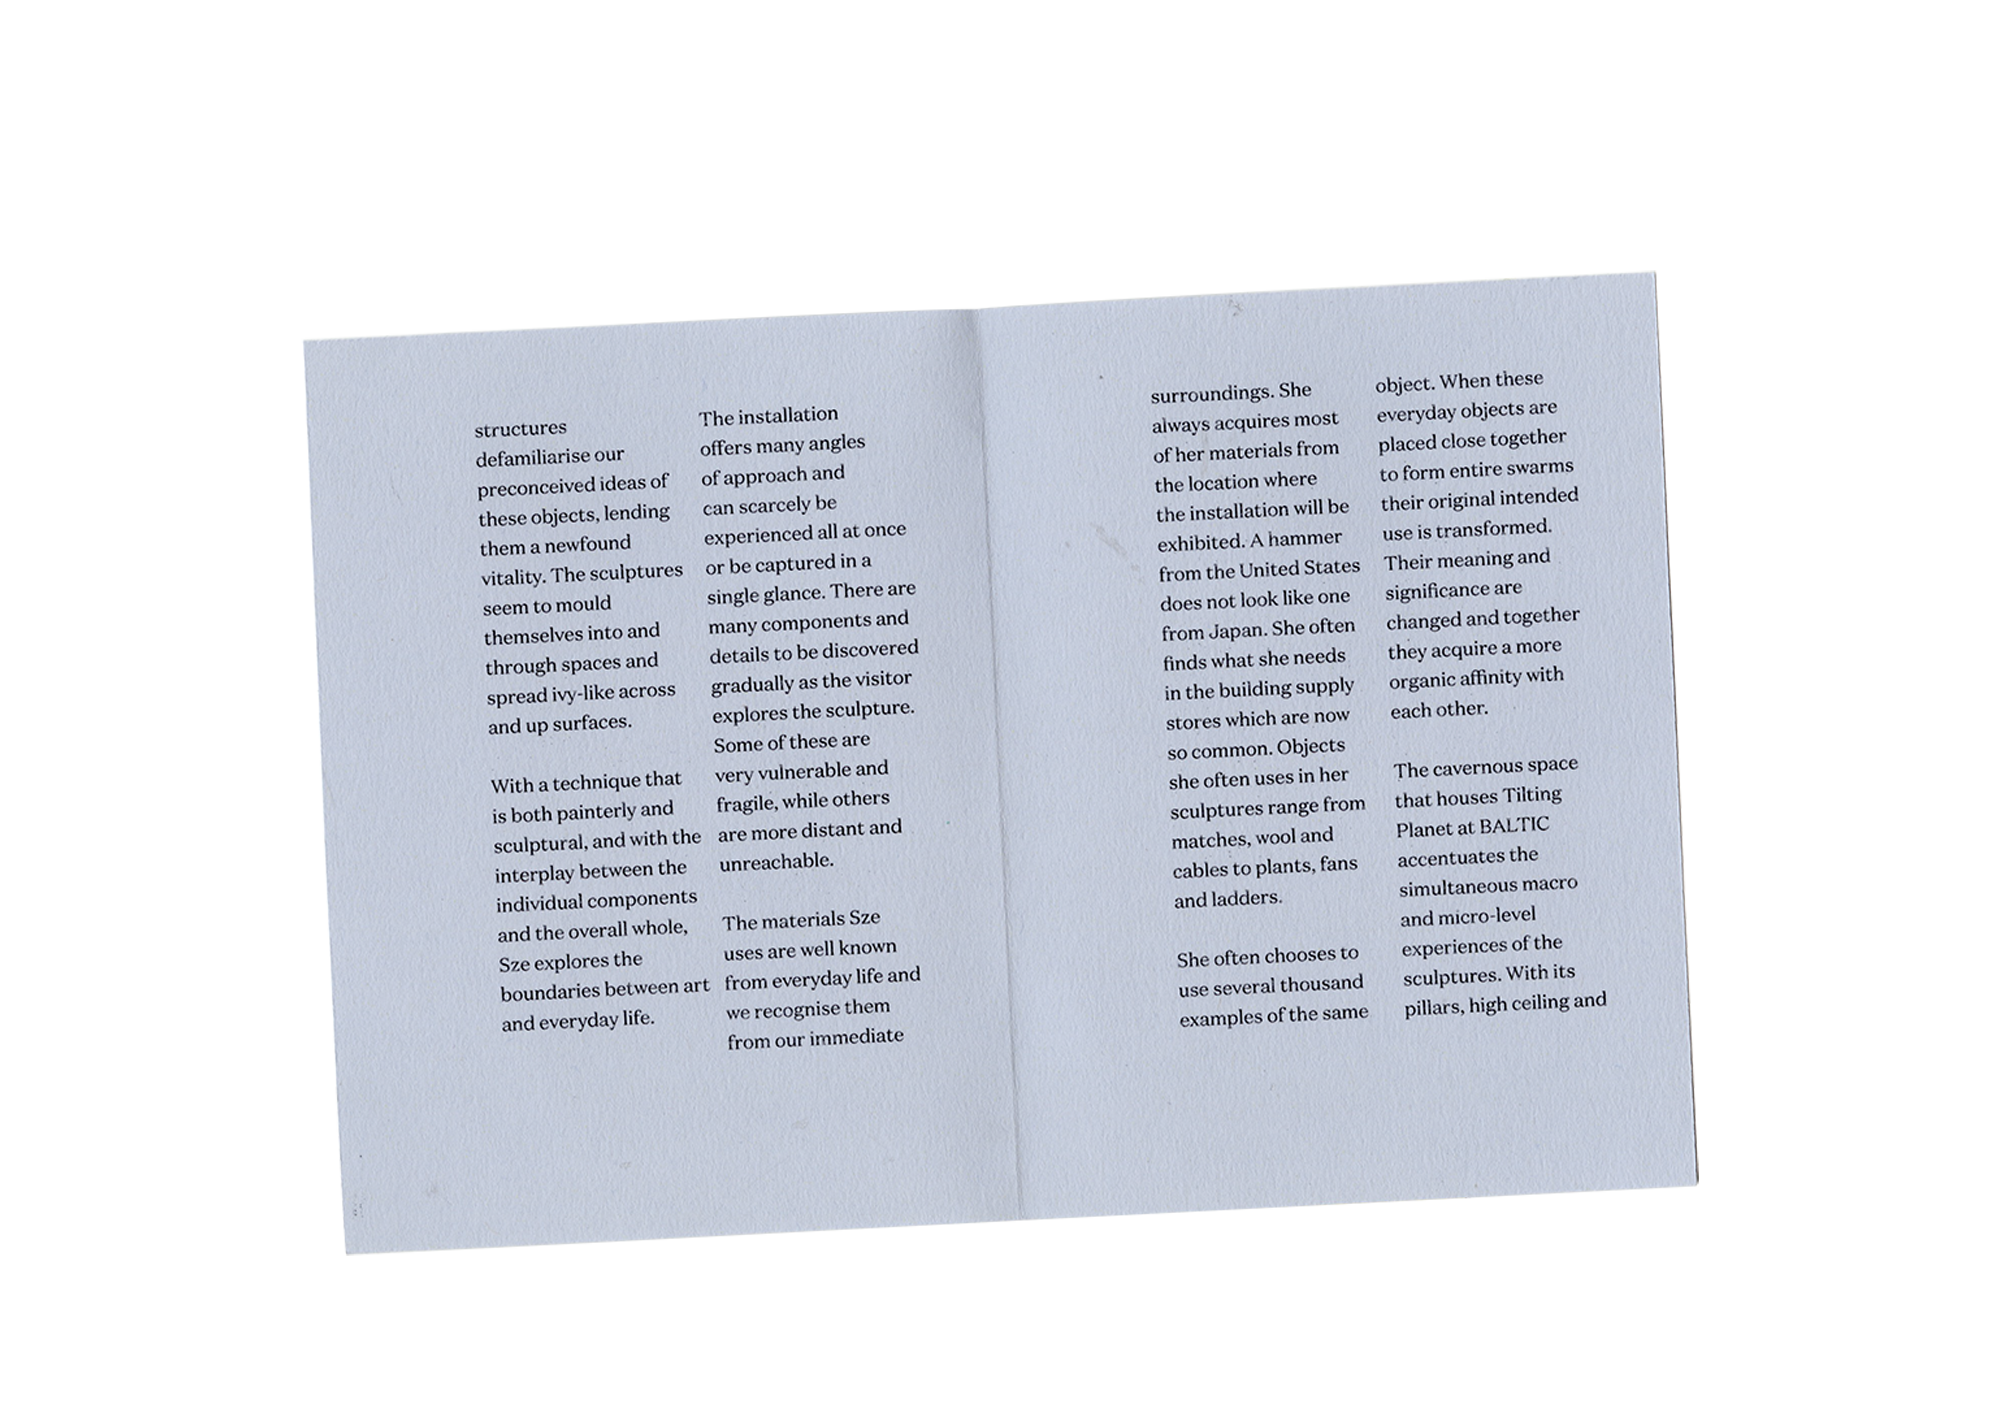 structures
defamiliarise our
preconceived ideas of
these objects, lending
them a newfound
vitality. The sculptures
seem to mould
themselves into and
through spaces and
spread ivy-like across
and up surfaces.
With a technique that
is both painterly and
sculptural, and with the
interplay between the
individual components
and the overall whole,
Sze explores the
boundaries between art
and everyday life.
The installation
offers many angles
of approach and
can scarcely be
experienced all at once
or be captured in a
single glance. There are
many components and
details to be discovered
gradually as the visitor
explores the sculpture.
Some of these are
very vulnerable and
fragile, while others
are more distant and
unreachable.
The materials Sze
uses are well known
from everyday life and
we recognise them
from our immediate
surroundings. She
always acquires most
of her materials from
the location where
the installation will be
exhibited. A hammer
from the United States
does not look like one
from Japan. She often
finds what she needs
in the building supply
stores which are now
so common. Objects
she often uses in her
sculptures range from
matches, wool and
cables to plants, fans
and ladders.
She often chooses to
use several thousand
examples of the same
object. When these
everyday objects are
placed close together
to form entire swarms
their original intended
use is transformed.
Their meaning and
significance are
changed and together
they acquire a more
organic affinity with
each other.
The cavernous space
that houses Tilting
Planet at BALTIC
accentuates the
simultaneous macro
and micro-level
experiences of the
sculptures. With its
pillars, high ceiling and